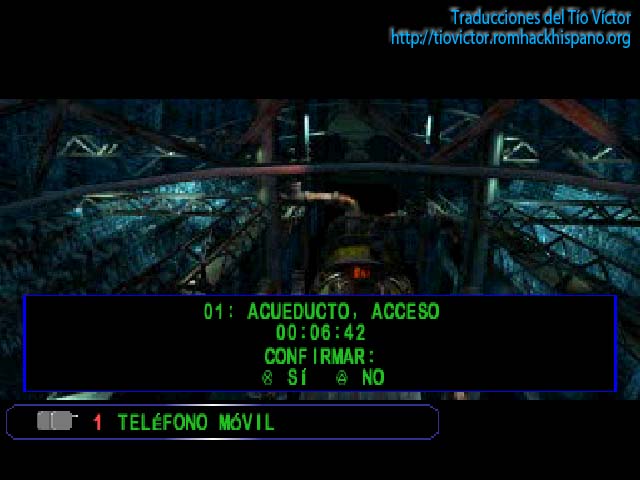 Traducciones del Tío Víctor
http://tiovictor.romhackhispano.org
01: ACUEDUCTO, ACCESO
00:06:42
CONFIRMAR:
Ⓧ SÍ △ NO
1 TELÉFONO MÓVIL